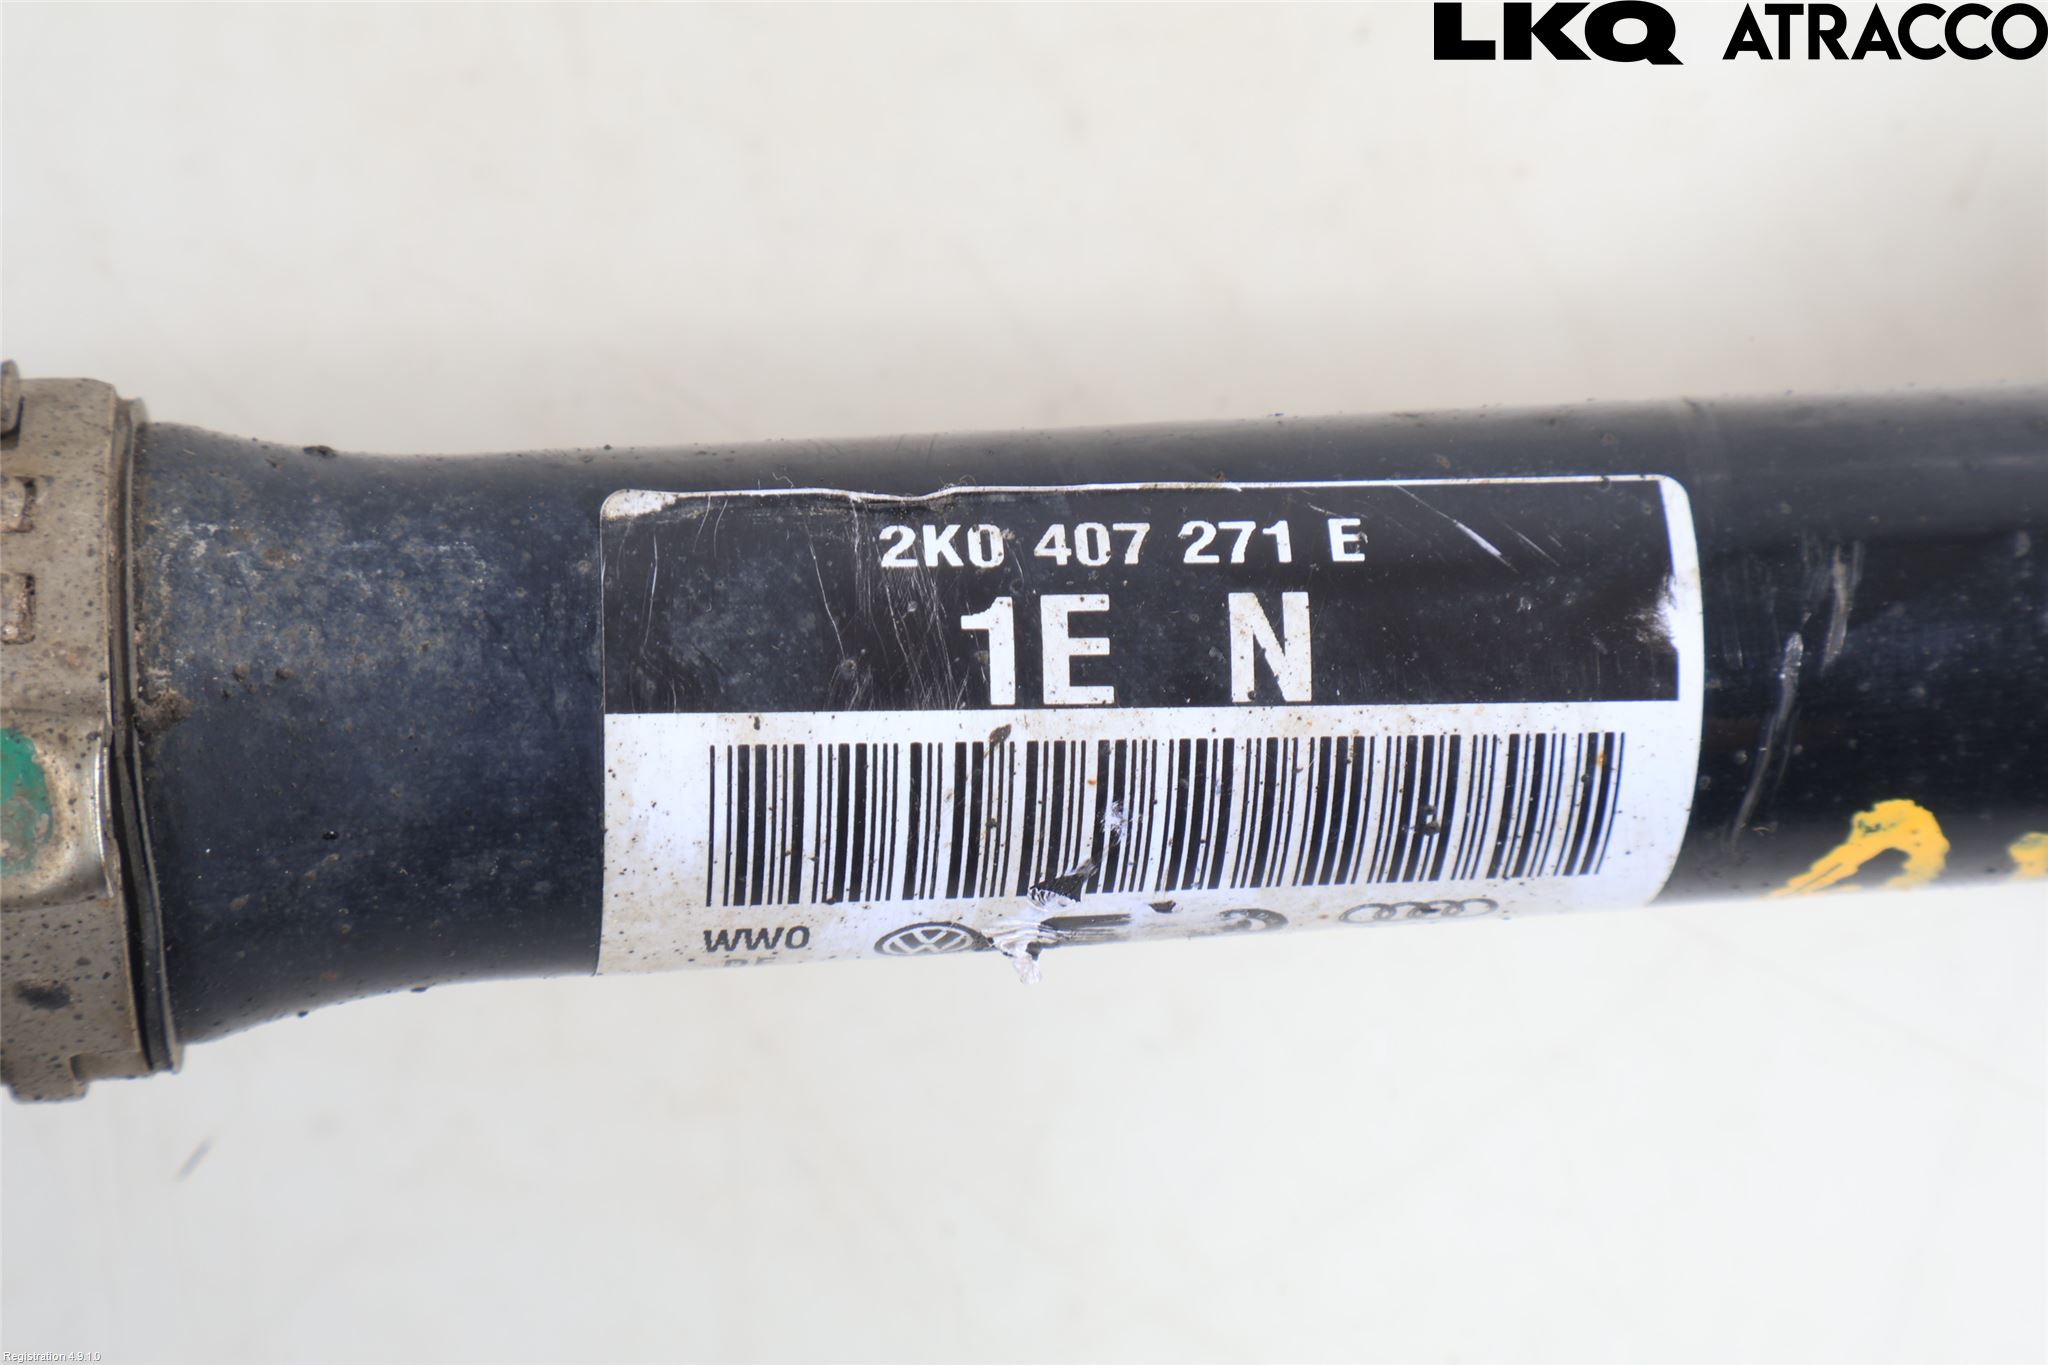 LKQ ATRACCO
2K0 407 271 E
1E N
WW0
Registration 4.9.1.0